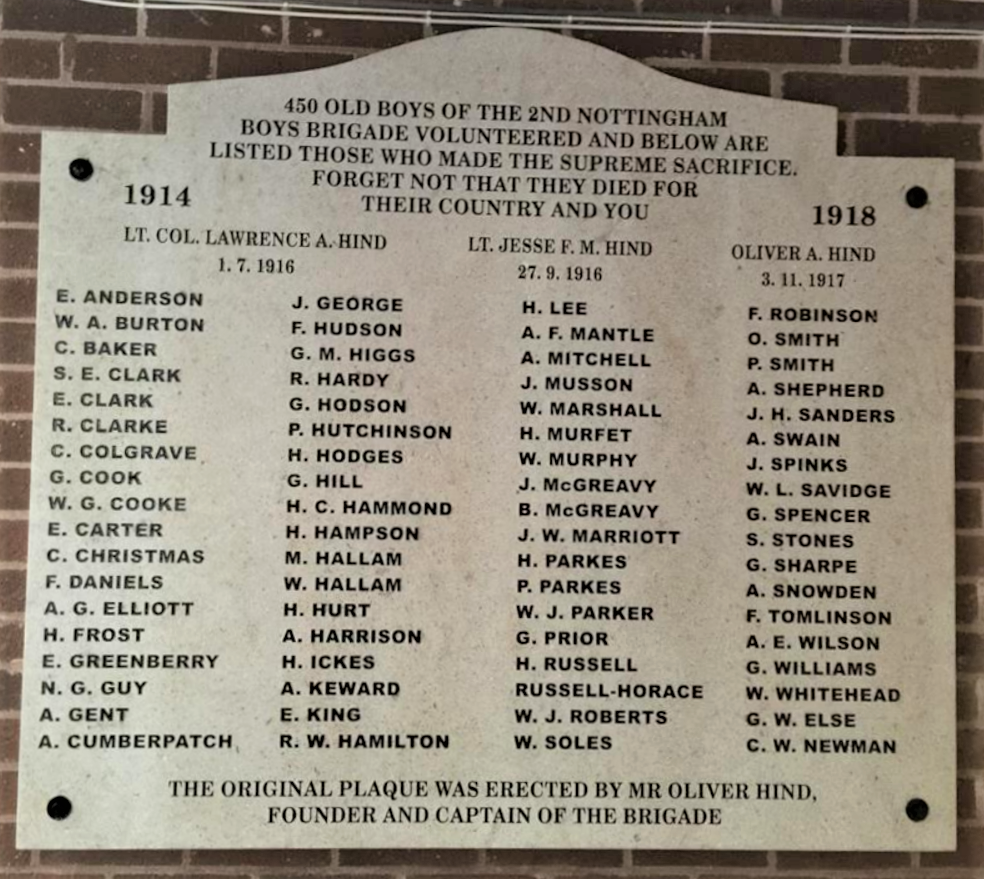 450 OLD BOYS OF THE 2ND NOTTINGHAM
BOYS BRIGADE VOLUNTEERED AND BELOW ARE
LISTED THOSE WHO MADE THE SUPREME SACRIFICE.
FORGET NOT THAT THEY DIED FOR
THEIR COUNTRY AND YOU
1914
1918
LT. COL. LAWRENCE A. HIND
1. 7. 1916
LT. JESSE F. M. HIND
27. 9. 1916
OLIVER A. HIND
3. 11. 1917
E. ANDERSON
W. A. BURTON
C. BAKER
S. E. CLARK
E. CLARK
R. CLARKE
C. COLGRAVE
G. COOK
W. G. COOKE
E. CARTER
C. CHRISTMAS
F. DANIELS
A. G. ELLIOTT
H. FROST
E. GREENBERRY
N. G. GUY
A. GENT
A. CUMBERPATCH
J. GEORGE
F. HUDSON
G. M. HIGGS
R. HARDY
G. HODSON
P. HUTCHINSON
H. HODGES
G. HILL
H. C. HAMMOND
H. HAMPSON
M. HALLAM
W. HALLAM
H. HURT
A. HARRISON
H. ICKES
A. KEWARD
E. KING
R. W. HAMILTON
H. LEE
A. F. MANTLE
A. MITCHELL
J. MUSSON
W. MARSHALL
H. MURFET
W. MURPHY
J. McGREAVY
B. McGREAVY
J. W. MARRIOTT
H. PARKES
P. PARKES
W. J. PARKER
G. PRIOR
H. RUSSELL
RUSSELL-HORACE
W. J. ROBERTS
W. SOLES
F. ROBINSON
O. SMITH
P. SMITH
A. SHEPHERD
J. H. SANDERS
A. SWAIN
J. SPINKS
W. L. SAVIDGE
G. SPENCER
S. STONES
G. SHARPE
A. SNOWDEN
F. TOMLINSON
A. E. WILSON
G. WILLIAMS
W. WHITEHEAD
G. W. ELSE
C. W. NEWMAN
THE ORIGINAL PLAQUE WAS ERECTED BY MR OLIVER HIND,
FOUNDER AND CAPTAIN OF THE BRIGADE